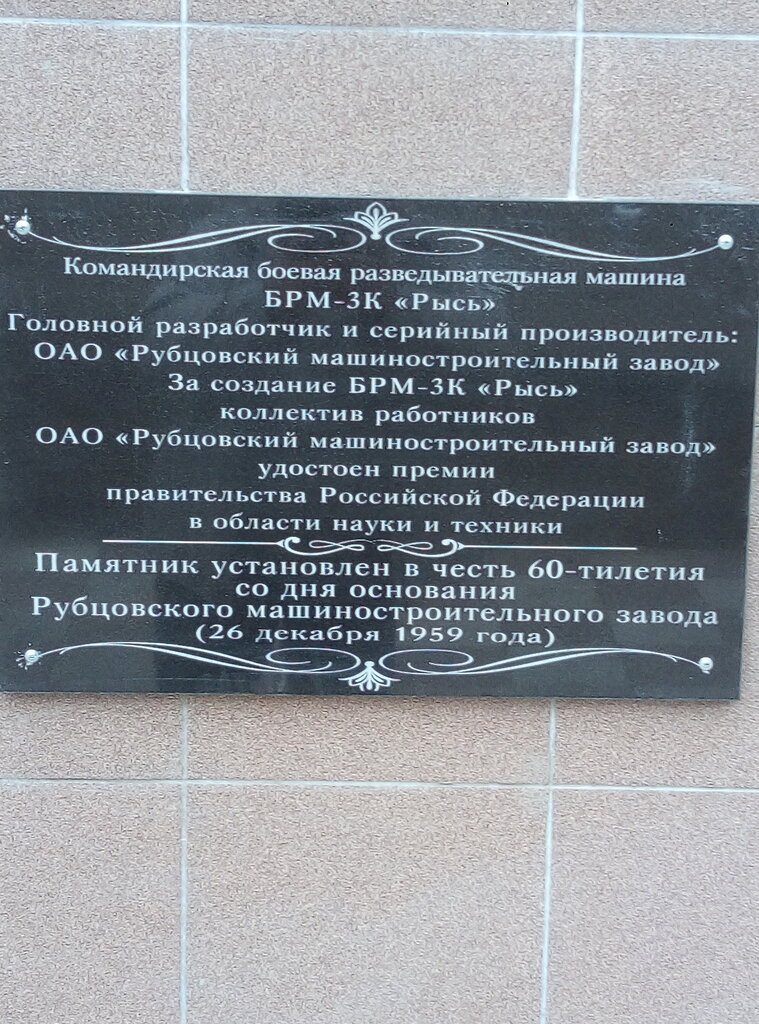 Командирская боевая разведывательная машина
БРМ-3К «Рысь»
Головной разработчик и серийный производитель:
ОАО «Рубцовский машиностроительный завод»
За создание БРМ-3К «Рысь»
коллектив работников
ОАО «Рубцовский машиностроительный завод»
удостоен премии
правительства Российской Федерации
в области науки и техники
Памятник установлен в честь 60-тилетия
со дня основания
Рубцовского машиностроительного завода
(26 декабря 1959 года)